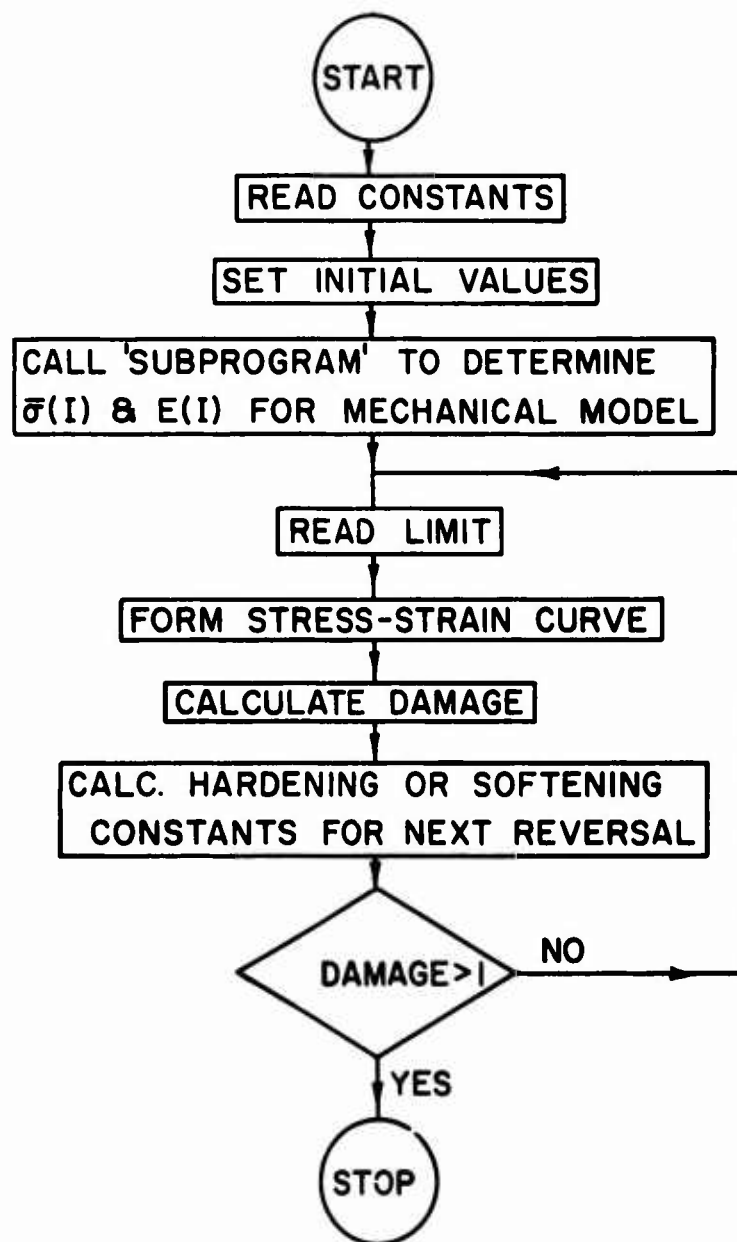 START
READ CONSTANTS
SET INITIAL VALUES
CALL 'SUBPROGRAM' TO DETERMINE
σ̅(I) & E(I) FOR MECHANICAL MODEL
READ LIMIT
FORM STRESS-STRAIN CURVE
CALCULATE DAMAGE
CALC. HARDENING OR SOFTENING
CONSTANTS FOR NEXT REVERSAL
DAMAGE>1
NO
YES
STOP